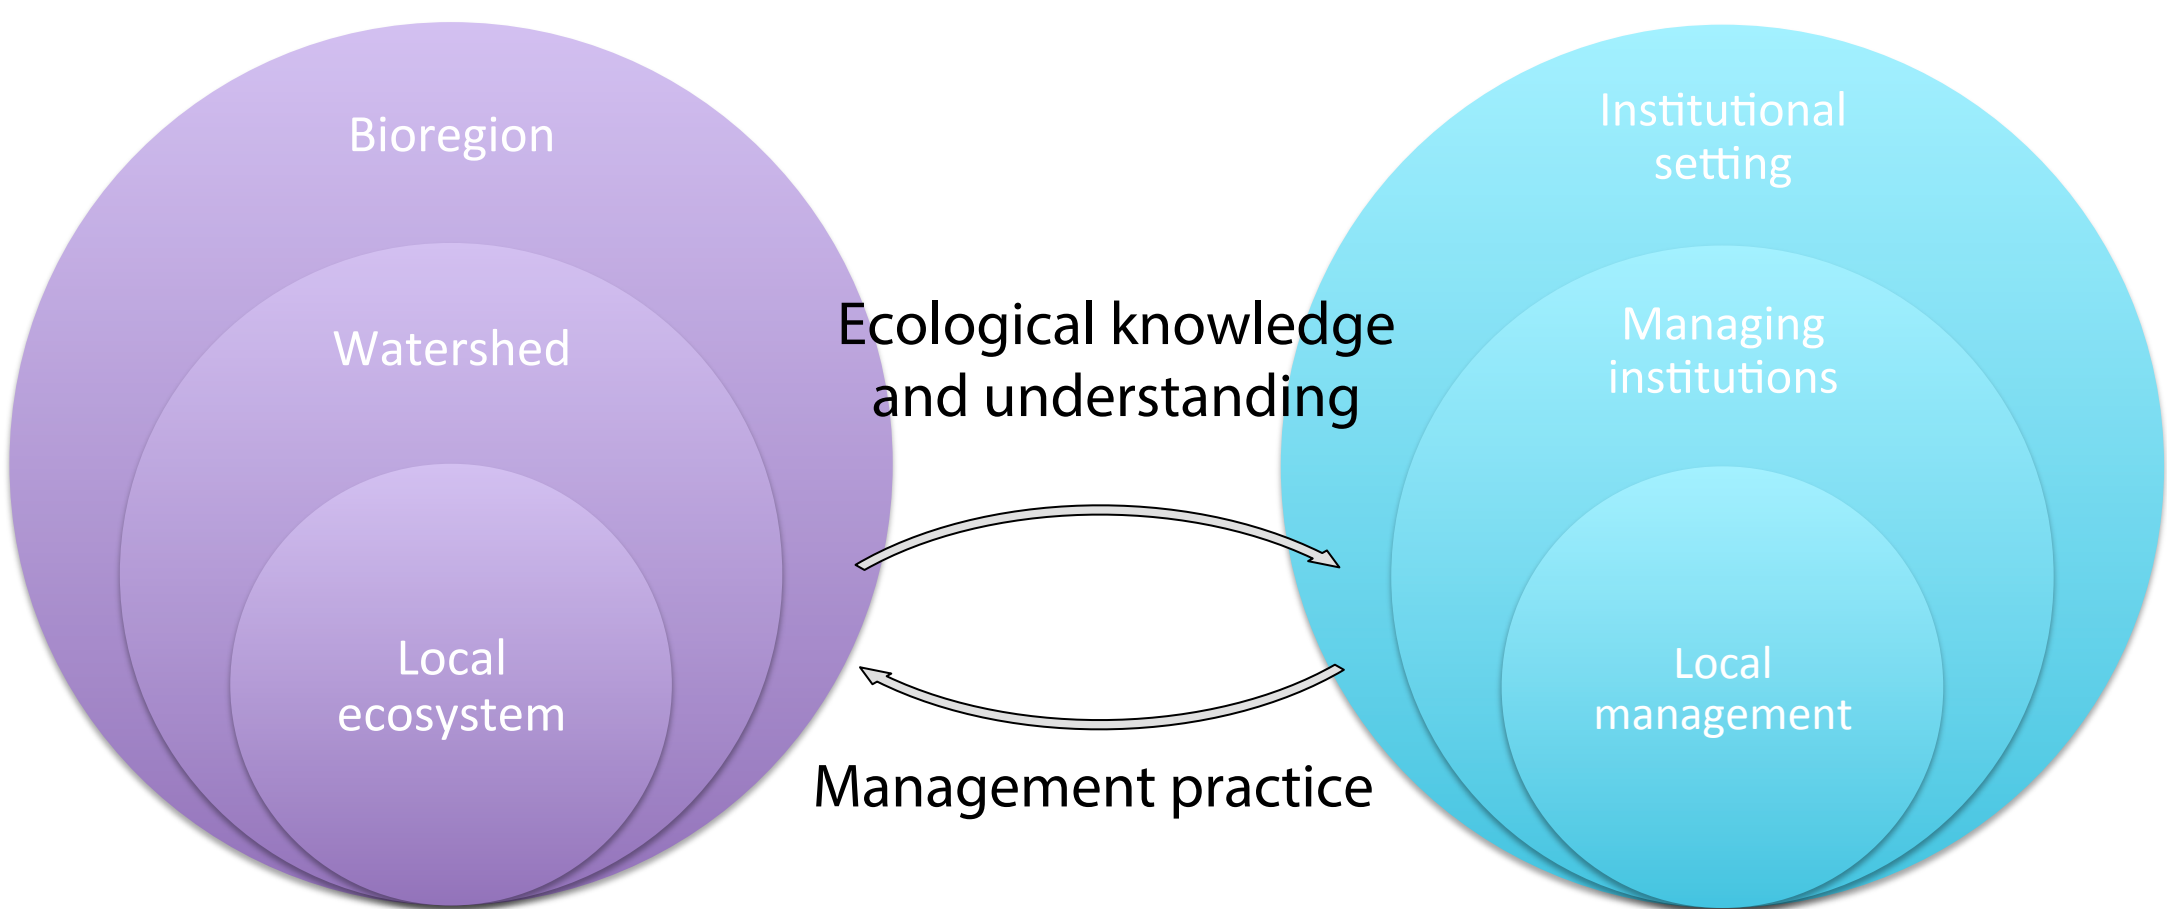 Bioregion
Watershed
Local
ecosystem
Ecological knowledge
and understanding
Management practice
Institutional
setting
Managing
institutions
Local
management